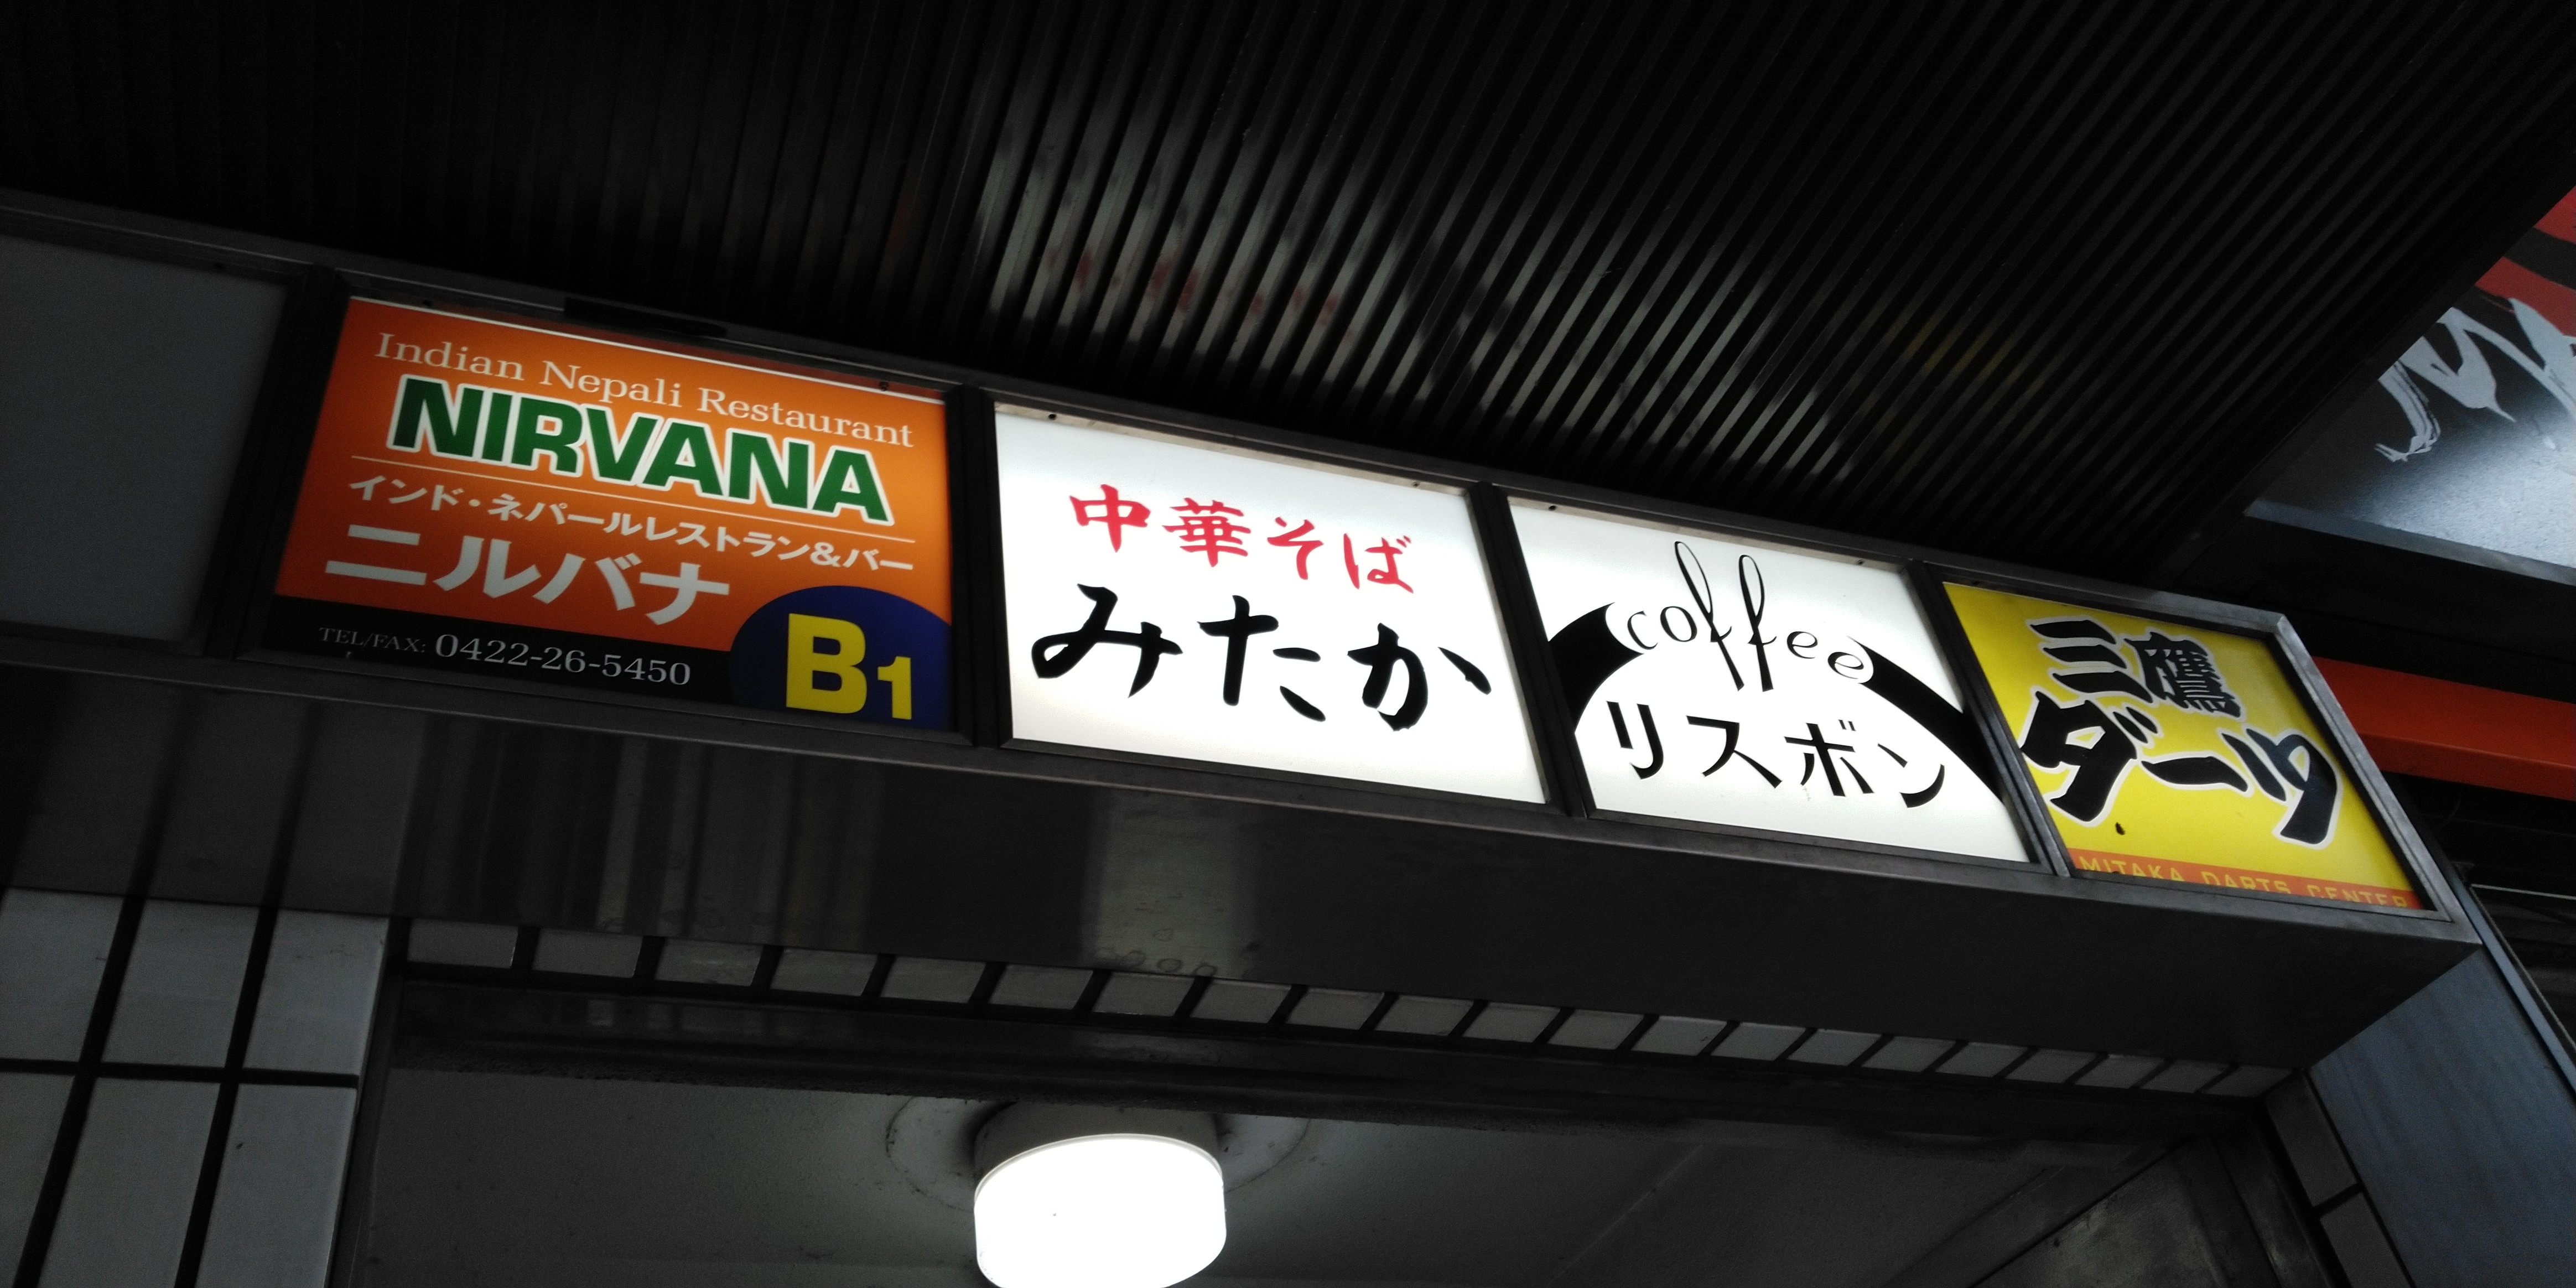 Indian Nepali Restaurant
NIRVANA
インド・ネパールレストラン&バー
ニルバナ
TEL/FAX: 0422-26-5450
B1
中華そば
みたか
coffee
リスボン
三鷹
ダーツ
MITAKA DARTS CENTER